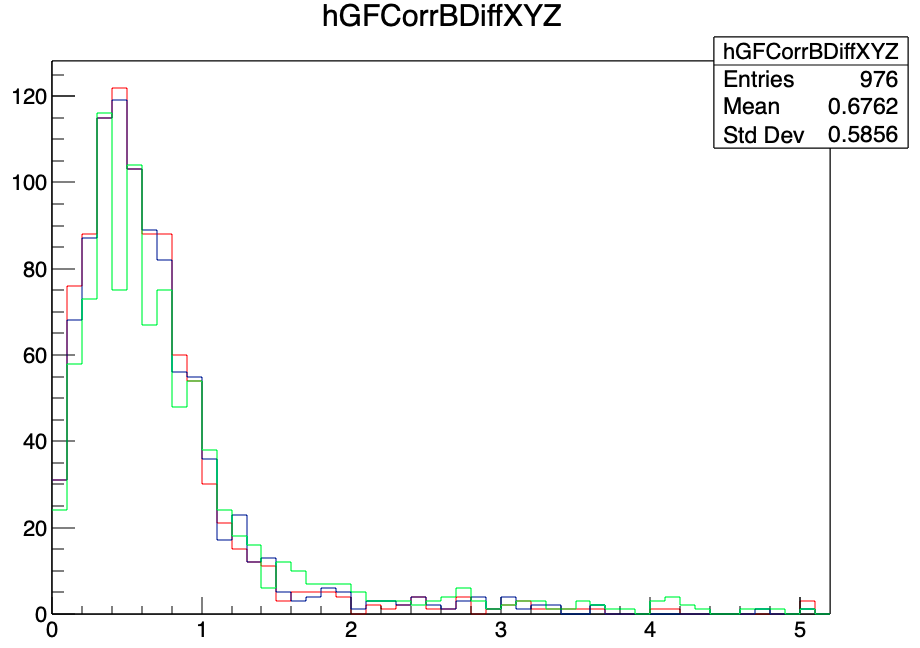 hGFCorrBDiffXYZ
hGFCorrBDiffXYZ
Entries 976
Mean 0.6762
Std Dev 0.5856
120
100
80
60
40
20
0
0 1 2 3 4 5